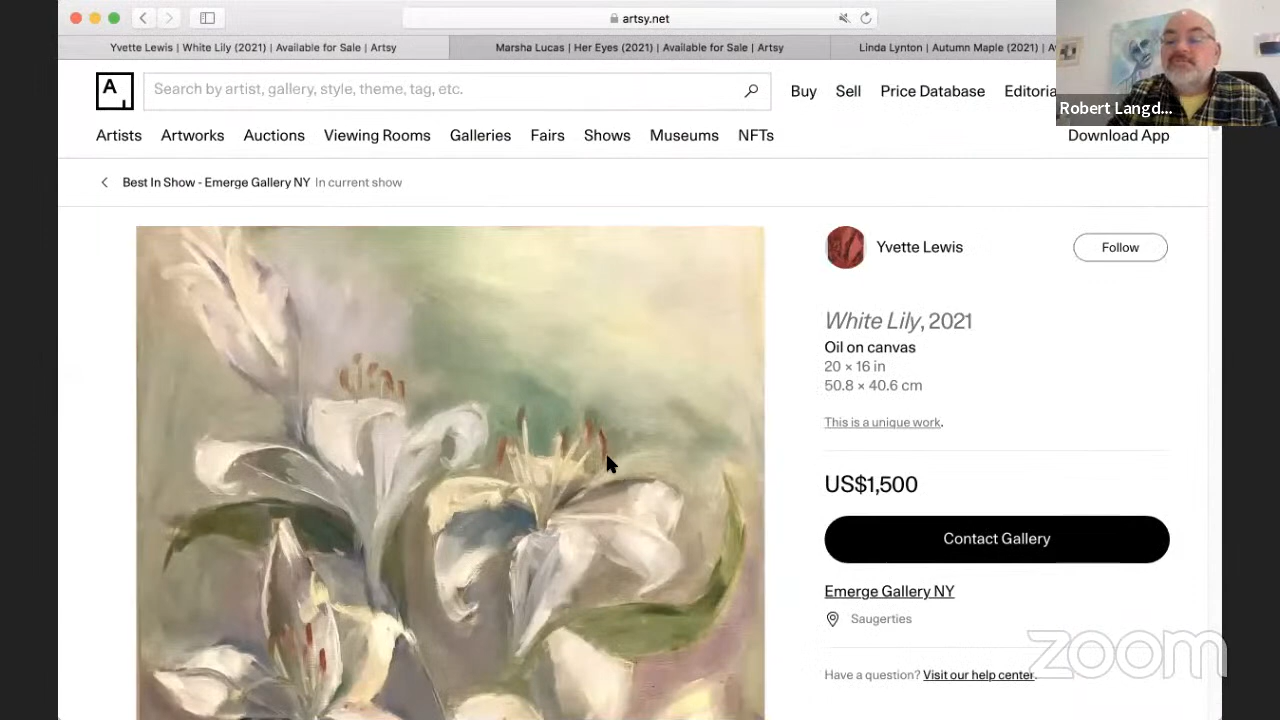 artsy.net
Yvette Lewis | White Lily (2021) | Available for Sale | Artsy
Marsha Lucas | Her Eyes (2021) | Available for Sale | Artsy
Linda Lynton | Autumn Maple (2021) | A
A
Search by artist, gallery, style, theme, tag, etc.
Buy
Sell
Price Database
Editoria
Robert Langd...
Artists
Artworks
Auctions
Viewing Rooms
Galleries
Fairs
Shows
Museums
NFTs
Download App
Best In Show - Emerge Gallery NY In current show
Yvette Lewis
Follow
White Lily, 2021
Oil on canvas
20 × 16 in
50.8 × 40.6 cm
This is a unique work.
US$1,500
Contact Gallery
Emerge Gallery NY
Saugerties
zoom
Have a question? Visit our help center.